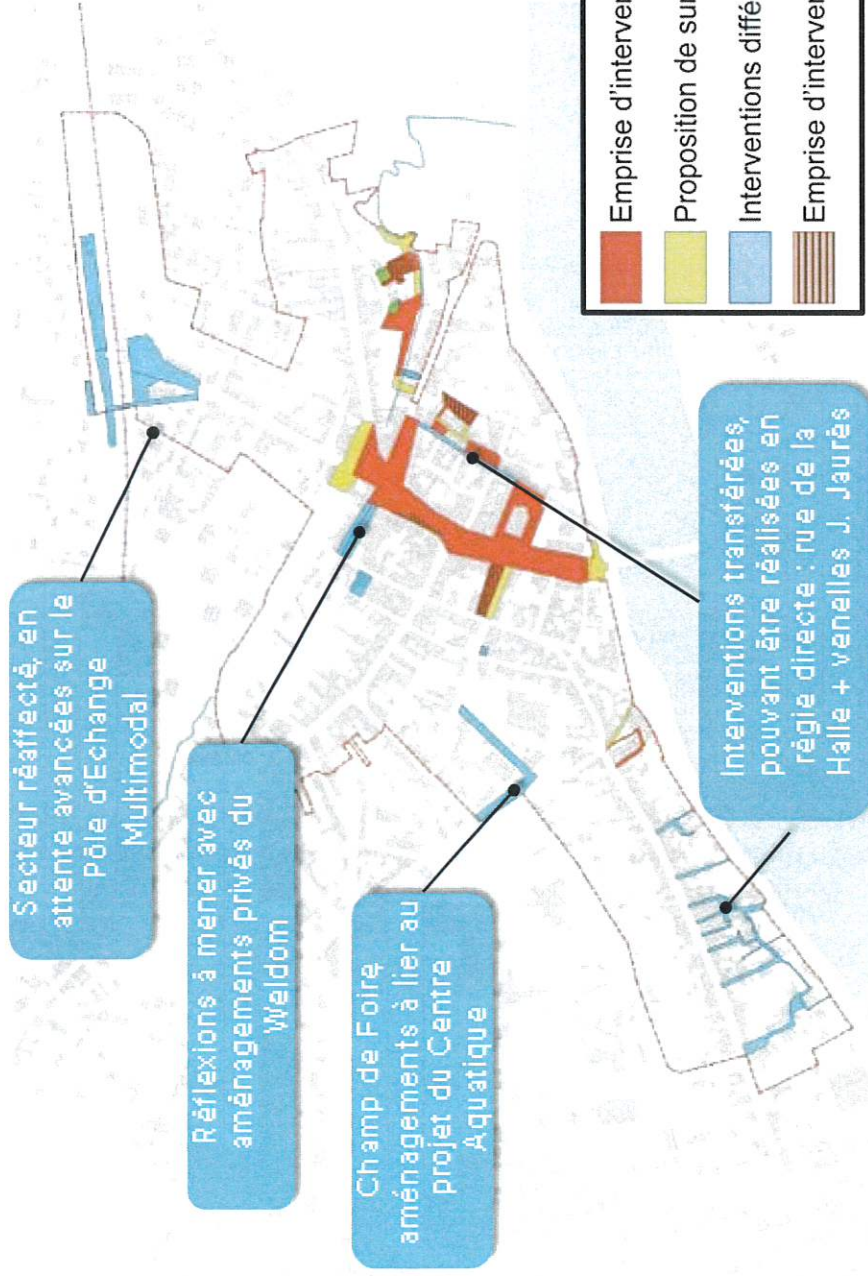 Secteur réaffecté, en
attente avancées sur le
Pôle d'Echange
Multimodal
Réflexions à mener avec
aménagements privés du
Weldom
Champ de Foire,
aménagements à lier au
projet du Centre
Aquatique
Interventions transférées,
pouvant être réalisées en
régie directe : rue de la
Halle + venelles J. Jaurès
Emprise d'interver
Proposition de sur
Interventions diffé
Emprise d'interver